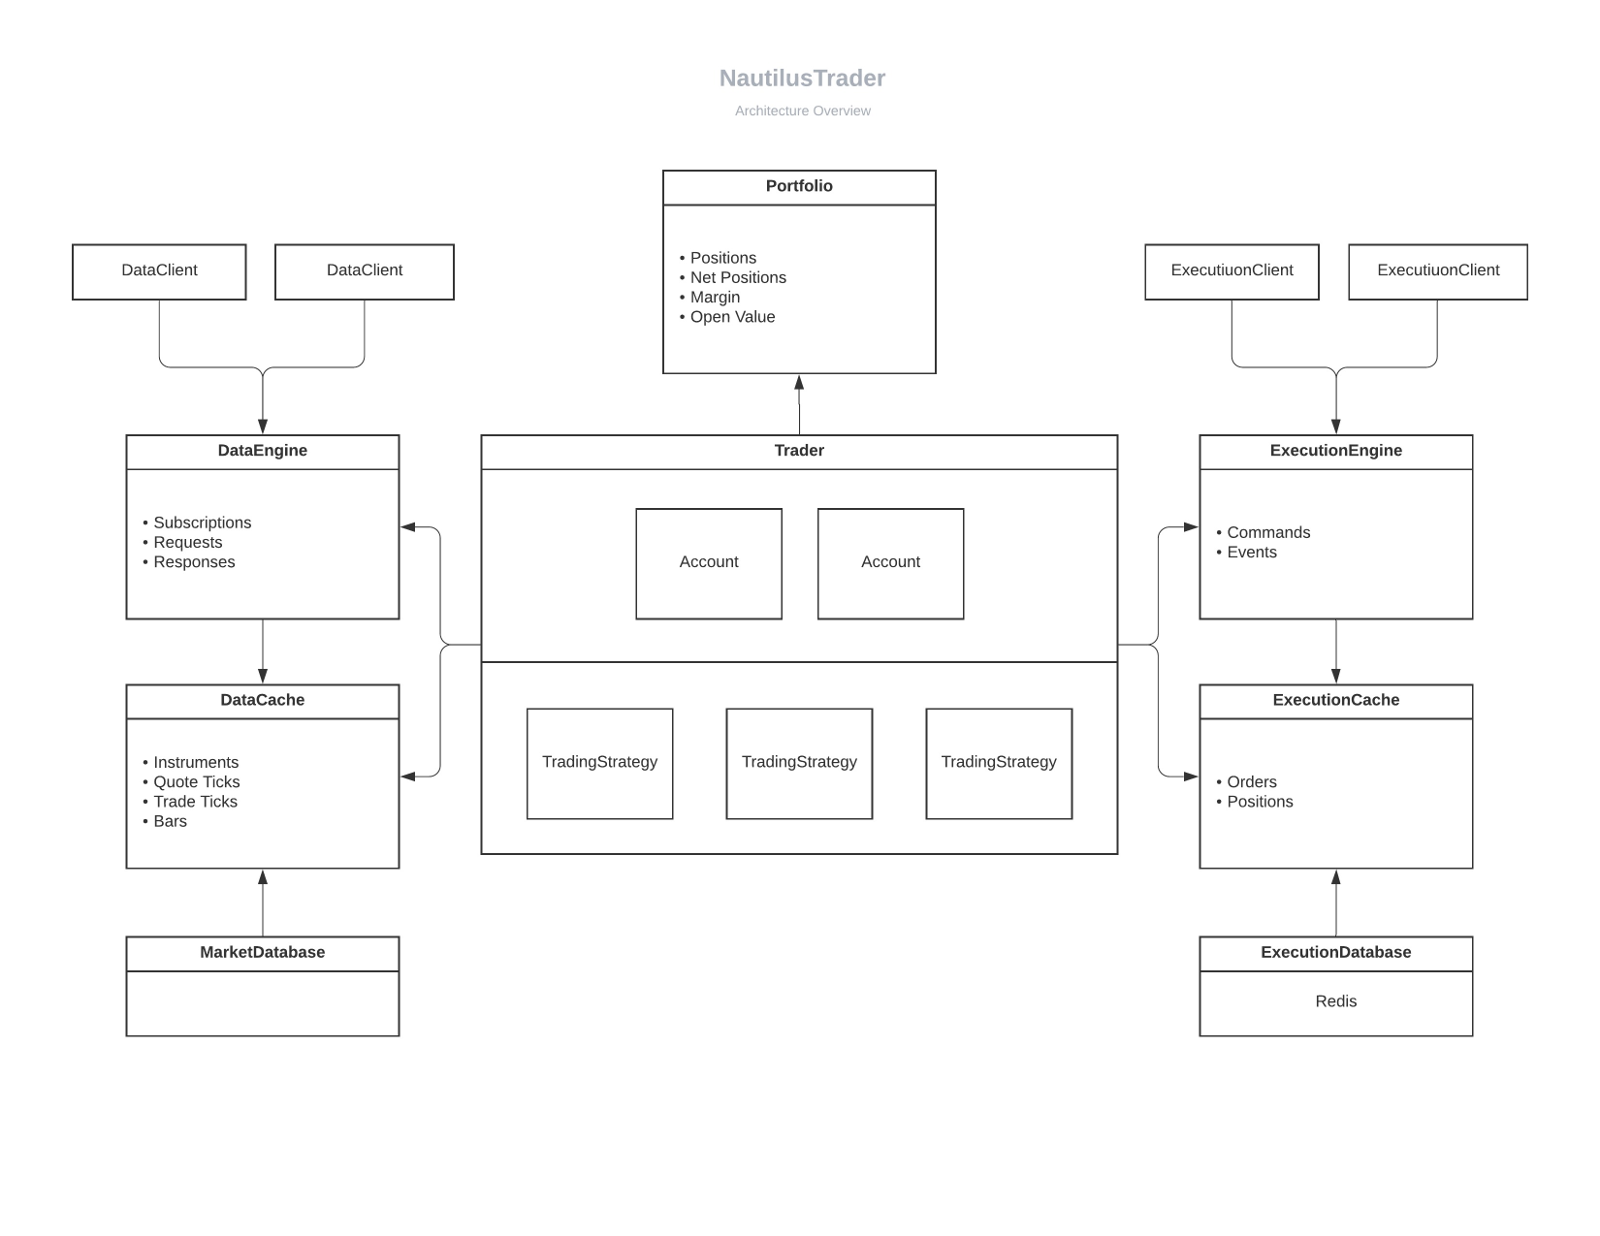 NautilusTrader
Architecture Overview
Portfolio
• Positions
• Net Positions
• Margin
• Open Value
DataClient
DataClient
ExecutiuonClient
ExecutiuonClient
DataEngine
• Subscriptions
• Requests
• Responses
Trader
Account
Account
TradingStrategy
TradingStrategy
TradingStrategy
ExecutionEngine
• Commands
• Events
DataCache
• Instruments
• Quote Ticks
• Trade Ticks
• Bars
ExecutionCache
• Orders
• Positions
MarketDatabase
ExecutionDatabase
Redis